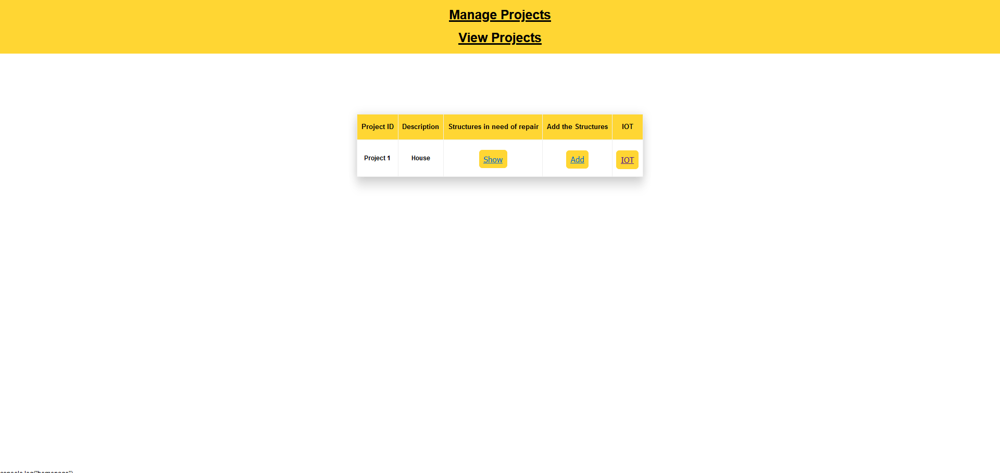 Manage Projects
View Projects
Project ID Description Structures in need of repair Add the Structures IOT
Project 1 House Show Add IOT
console.log("homepage")